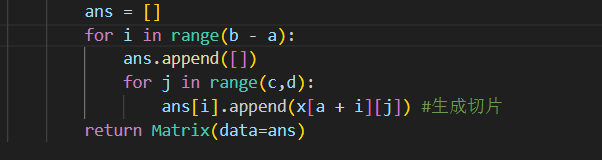 ans = []
for i in range(b - a):
ans.append([])
for j in range(c,d):
ans[i].append(x[a + i][j]) #生成切片
return Matrix(data=ans)